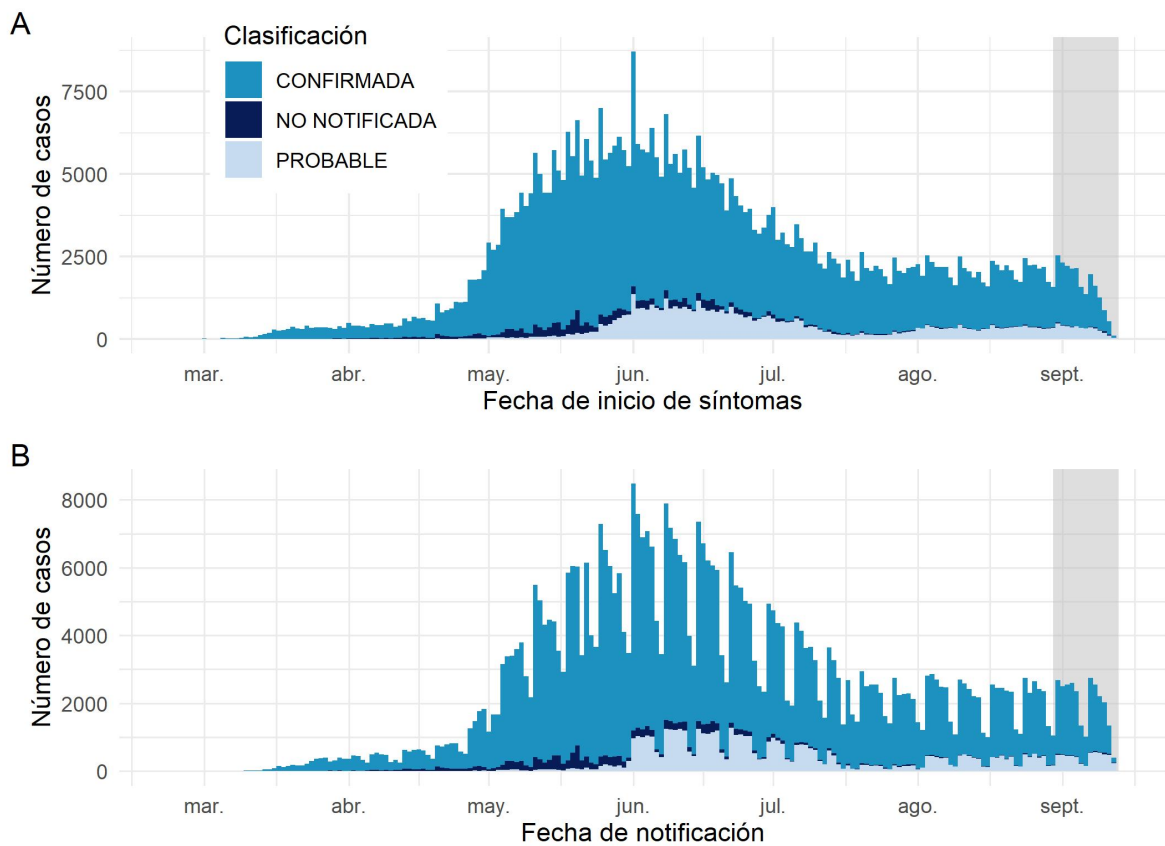 A
Clasificación
CONFIRMADA
NO NOTIFICADA
PROBABLE
Número de casos
7500
5000
2500
0
mar.
abr.
may.
jun.
jul.
ago.
sept.
Fecha de inicio de síntomas
B
Número de casos
8000
6000
4000
2000
0
mar.
abr.
may.
jun.
jul.
ago.
sept.
Fecha de notificación